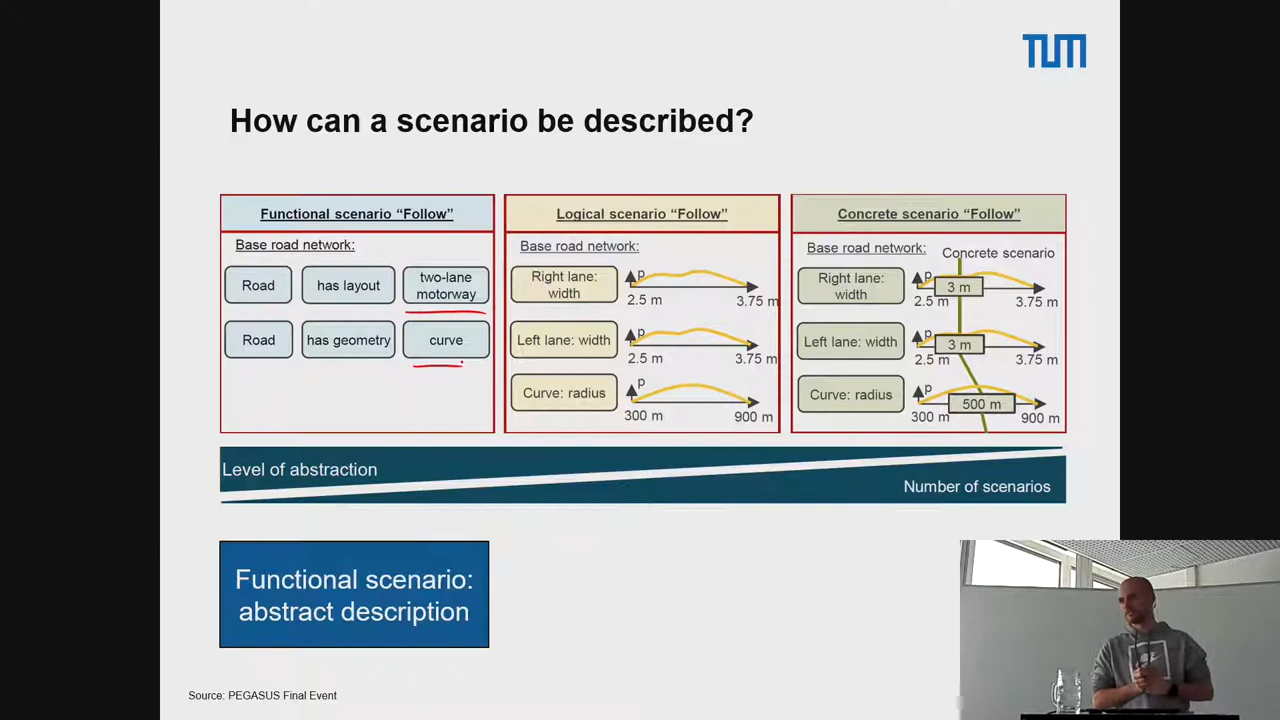 TUM
How can a scenario be described?
Functional scenario “Follow”
Base road network:
Road
has layout
two-lane
motorway
Road
has geometry
curve
Logical scenario “Follow”
Base road network:
Right lane:
width
p
2.5 m
3.75 m
Left lane: width
p
2.5 m
3.75 m
Curve: radius
p
300 m
900 m
Concrete scenario “Follow”
Base road network:
Concrete scenario
Right lane:
width
p
3 m
2.5 m
3.75 m
Left lane: width
p
3 m
2.5 m
3.75 m
Curve: radius
p
500 m
300 m
900 m
Level of abstraction
Number of scenarios
Functional scenario:
abstract description
Source: PEGASUS Final Event